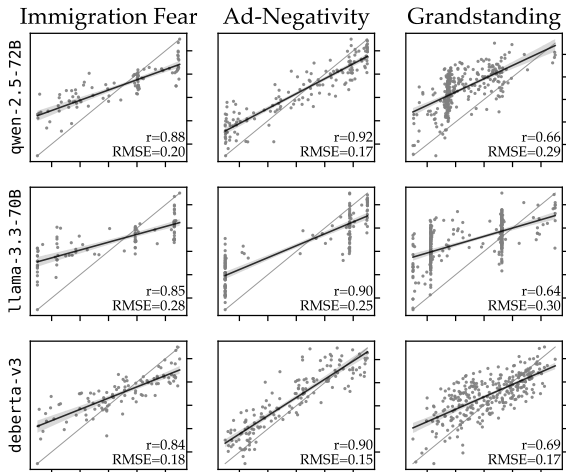 Immigration Fear Ad-Negativity Grandstanding
qwen-2.5-72B
r=0.88
RMSE=0.20
r=0.92
RMSE=0.17
r=0.66
RMSE=0.29
llama-3.3-70B
r=0.85
RMSE=0.28
r=0.90
RMSE=0.25
r=0.64
RMSE=0.30
deberta-v3
r=0.84
RMSE=0.18
r=0.90
RMSE=0.15
r=0.69
RMSE=0.17